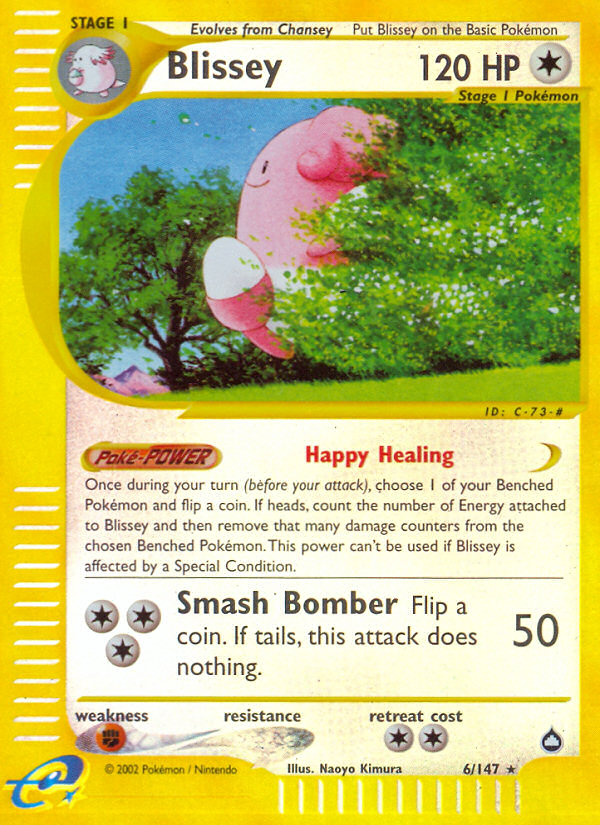 STAGE 1
Evolves from Chansey Put Blissey on the Basic Pokémon
Blissey 120 HP
Stage 1 Pokémon
ID: C-73-#
Poké-POWER Happy Healing
Once during your turn (before your attack), choose 1 of your Benched
Pokémon and flip a coin. If heads, count the number of Energy attached
to Blissey and then remove that many damage counters from the
chosen Benched Pokémon. This power can't be used if Blissey is
affected by a Special Condition.
Smash Bomber Flip a 50
coin. If tails, this attack does
nothing.
weakness resistance retreat cost
© 2002 Pokémon / Nintendo Illus. Naoyo Kimura 6/147 ★
e